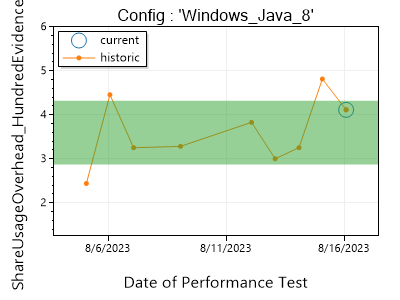 Config : 'Windows_Java_8'
ShareUsageOverhead_HundredEvidence
current
historic
6
5
4
3
2
8/6/2023
8/11/2023
8/16/2023
Date of Performance Test